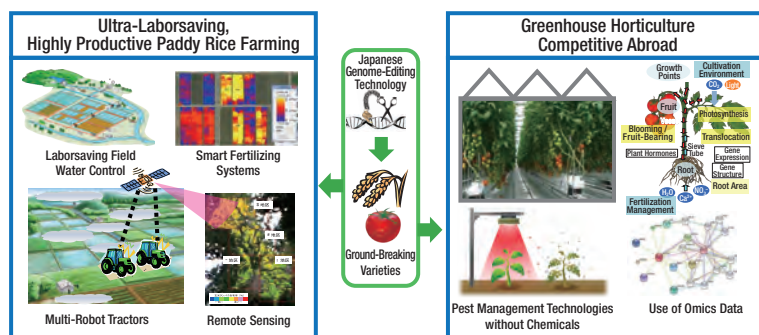 Ultra-Laborsaving,
Highly Productive Paddy Rice Farming
Laborsaving Field
Water Control
Smart Fertilizing
Systems
Multi-Robot Tractors
Remote Sensing
Japanese
Genome-Editing
Technology
Ground-Breaking
Varieties
Greenhouse Horticulture
Competitive Abroad
Growth
Points
Cultivation
Environment
CO₂
Light
Fruit
Photosynthesis
Blooming /
Fruit-Bearing
Translocation
Sieve
Tube
Plant Hormones
Gene
Expression
Gene
Structure
Root
Root Area
H₂O
Ca²⁺
NO₃
Fertilization
Management
Pest Management Technologies
without Chemicals
Use of Omics Data